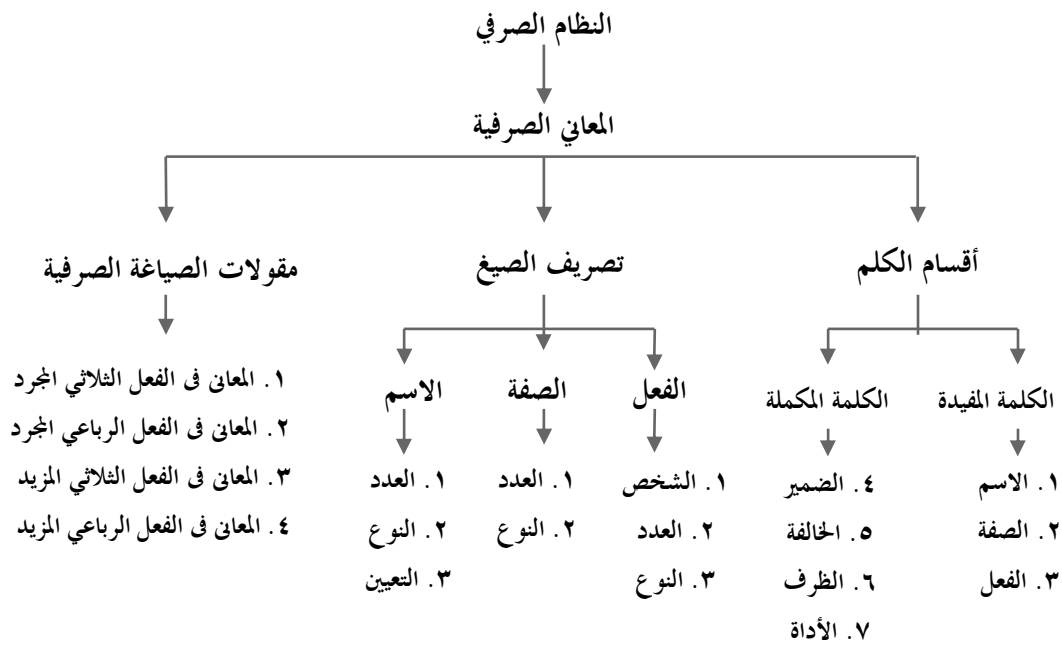 النظام الصرفي
المعاني الصرفية
أقسام الكلم
تصريف الصيغ
مقولات الصياغة الصرفية
الكلمة المفيدة
الكلمة المكملة
الفعل
الصفة
الاسم
١. الاسم
٢. الصفة
٣. الفعل
٤. الضمير
٥. الخالفة
٦. الظرف
٧. الأداة
١. الشخص
٢. العدد
٣. النوع
١. العدد
٢. النوع
١. العدد
٢. النوع
٣. التعيين
١. المعانى فى الفعل الثلاثي المجرد
٢. المعانى فى الفعل الرباعي المجرد
٣. المعانى فى الفعل الثلاثي المزيد
٤. المعانى فى الفعل الرباعي المزيد